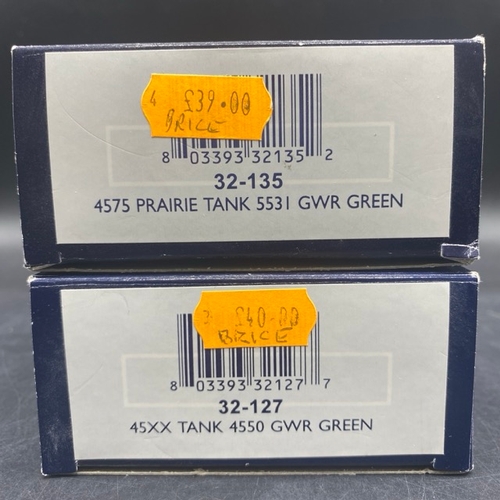 4 £39.00
BRICE
8 03393 32135 2
32-135
4575 PRAIRIE TANK 5531 GWR GREEN
£40.00
BRICE
8 03393 32127 7
32-127
45XX TANK 4550 GWR GREEN